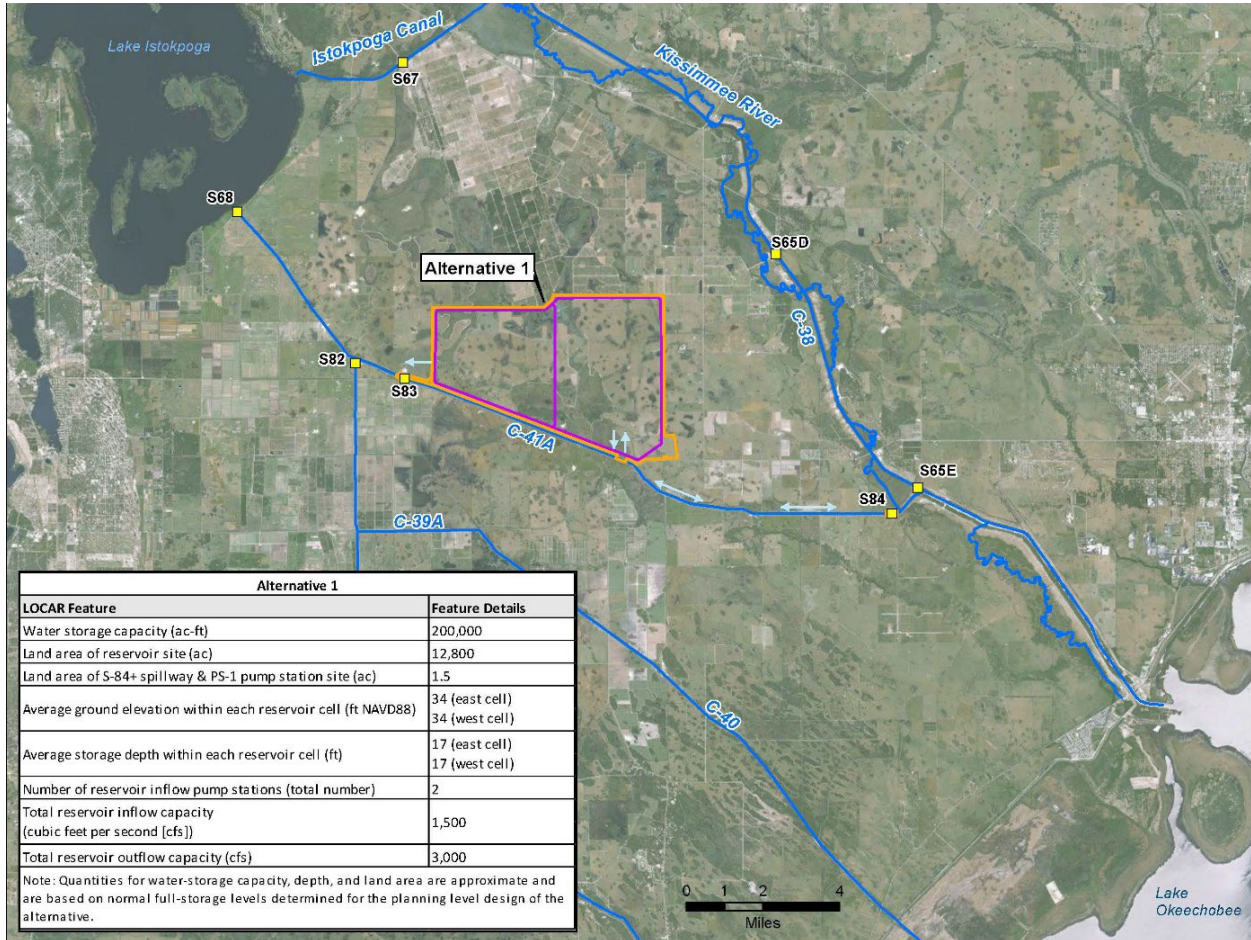 Lake Istokpoga
Istokpoga Canal
S67
Kissimmee River
S68
S65D
Alternative 1
C-38
S82
S83
C-41A
S65E
S84
C-39A
C-40
Alternative 1
LOCAR Feature Feature Details
Water storage capacity (ac-ft) 200,000
Land area of reservoir site (ac) 12,800
Land area of S-84+ spillway & PS-1 pump station site (ac) 1.5
Average ground elevation within each reservoir cell (ft NAVD88) 34 (east cell)
34 (west cell)
Average storage depth within each reservoir cell (ft) 17 (east cell)
17 (west cell)
Number of reservoir inflow pump stations (total number) 2
Total reservoir inflow capacity
(cubic feet per second [cfs]) 1,500
Total reservoir outflow capacity (cfs) 3,000
Note: Quantities for water-storage capacity, depth, and land area are approximate and
are based on normal full-storage levels determined for the planning level design of the
alternative.
0 1 2 4
Miles
Lake
Okeechobee